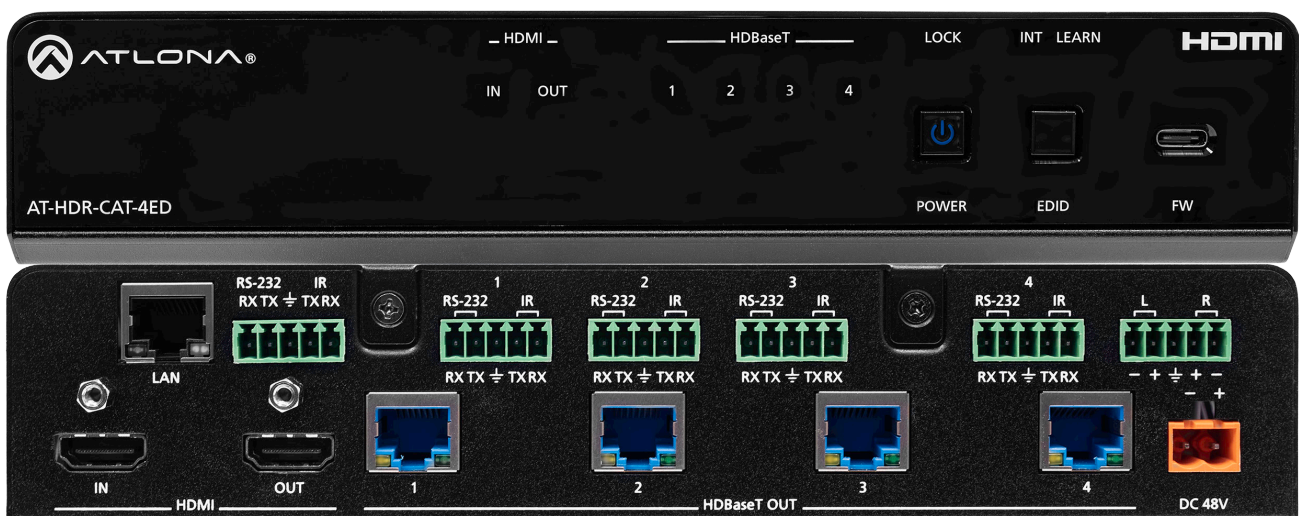 HDMI HDBaseT LOCK INT LEARN HDMI
ATLONA®
IN OUT 1 2 3 4
AT-HDR-CAT-4ED POWER EDID FW
RS-232 IR 1 2 3 4
RX TX TX RX RS-232 IR RS-232 IR RS-232 IR RS-232 IR L R
LAN RX TX TX RX RX TX TX RX RX TX TX RX RX TX TX RX - + + -
- +
IN OUT 1 2 3 4
HDMI HDBaseT OUT DC 48V